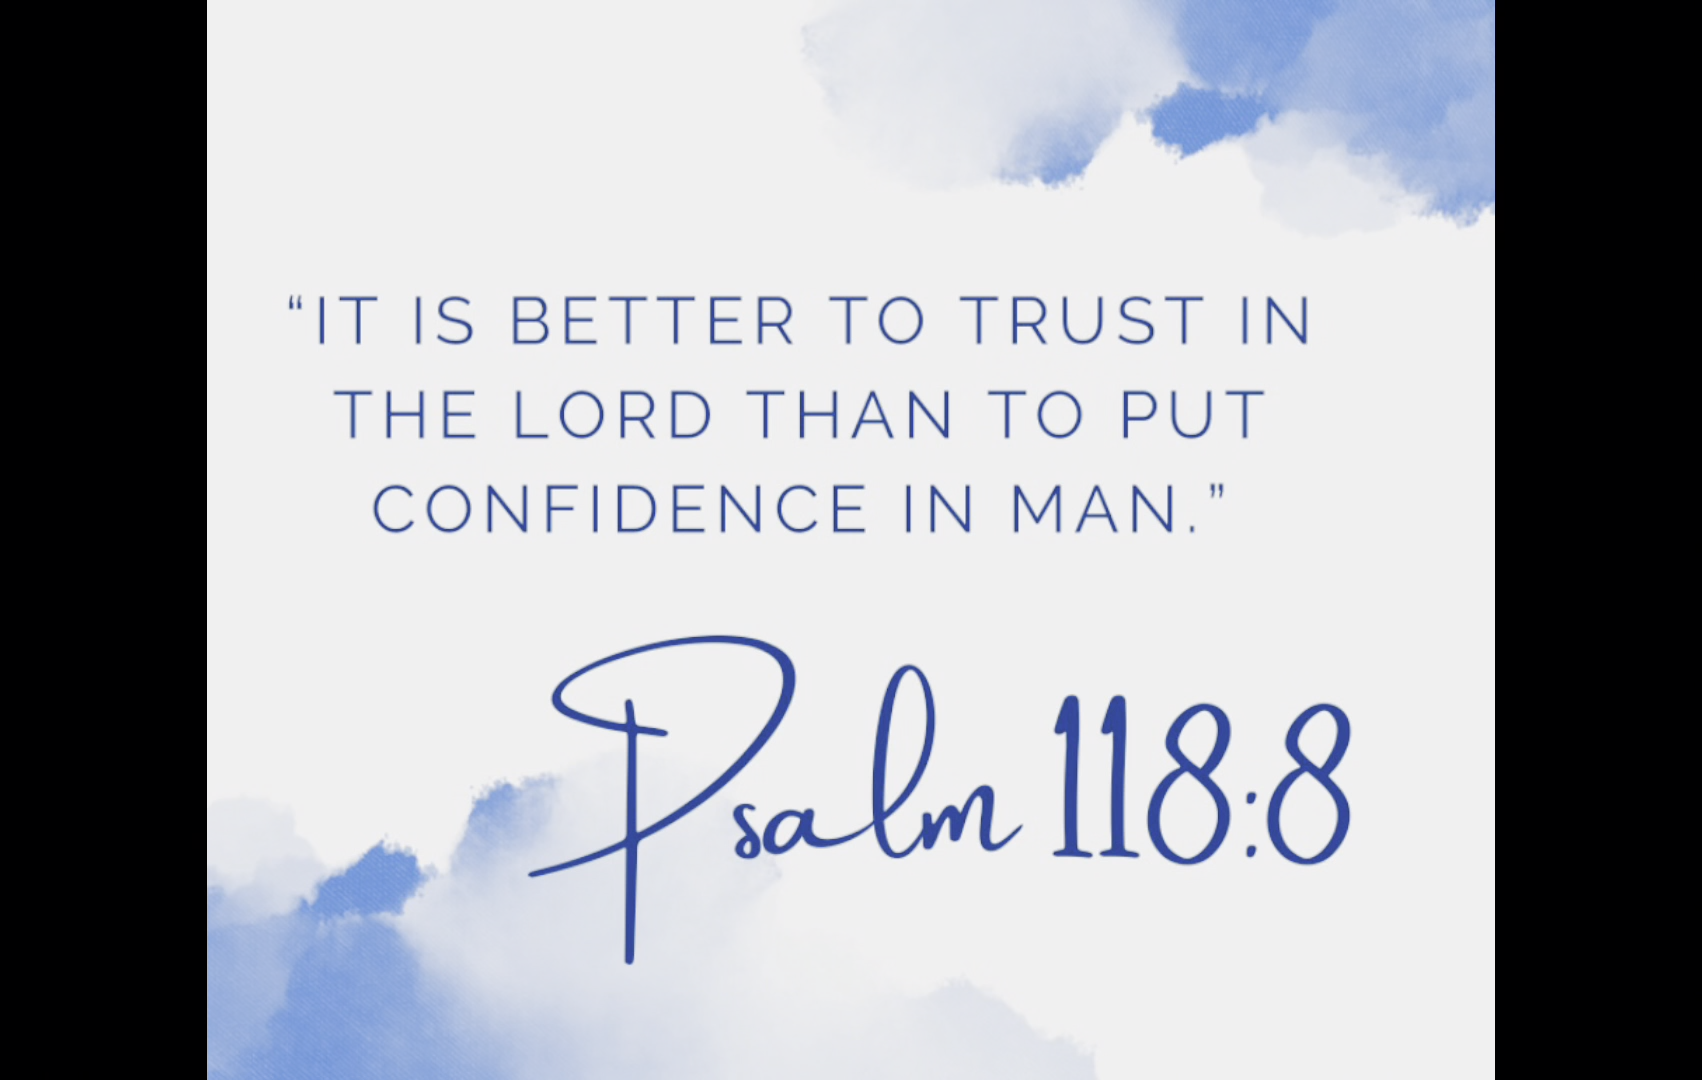 “IT IS BETTER TO TRUST IN
THE LORD THAN TO PUT
CONFIDENCE IN MAN.”
Psalm 118:8